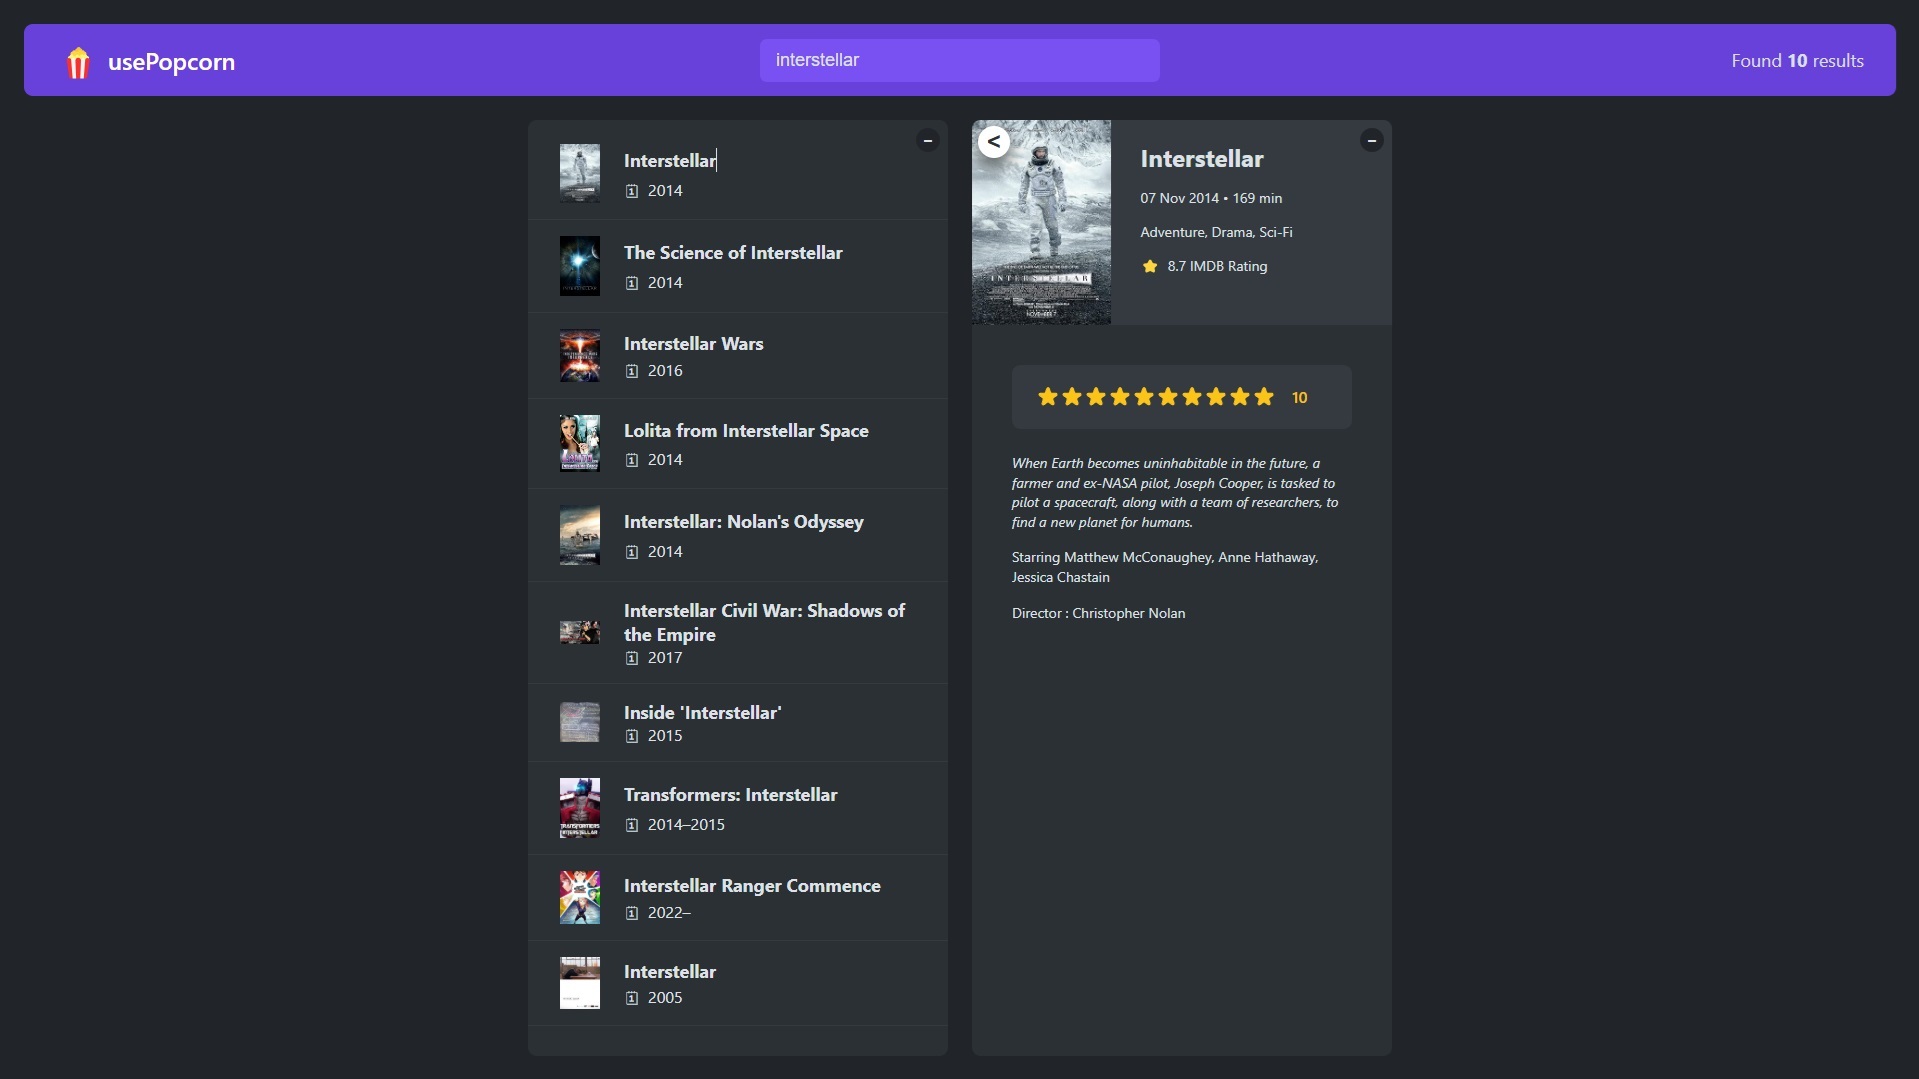 usePopcorn
interstellar
Found 10 results
Interstellar
2014
The Science of Interstellar
2014
Interstellar Wars
2016
Lolita from Interstellar Space
2014
Interstellar: Nolan's Odyssey
2014
Interstellar Civil War: Shadows of
the Empire
2017
Inside 'Interstellar'
2015
Transformers: Interstellar
2014–2015
Interstellar Ranger Commence
2022–
Interstellar
2005
–
<
INTERSTELLAR
NOVEMBER 7
–
Interstellar
07 Nov 2014 • 169 min
Adventure, Drama, Sci-Fi
8.7 IMDB Rating
10
When Earth becomes uninhabitable in the future, a
farmer and ex-NASA pilot, Joseph Cooper, is tasked to
pilot a spacecraft, along with a team of researchers, to
find a new planet for humans.
Starring Matthew McConaughey, Anne Hathaway,
Jessica Chastain
Director : Christopher Nolan